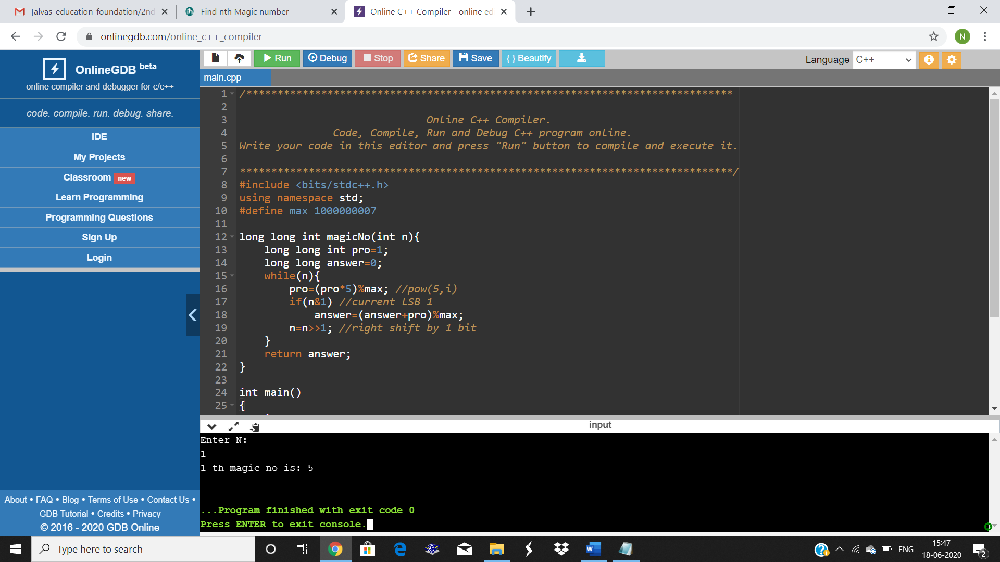 [alvas-education-foundation/2nd
Find nth Magic number
Online C++ Compiler - online ed
onlinegdb.com/online_c++_compiler
N
OnlineGDB beta
online compiler and debugger for c/c++
code. compile. run. debug. share.
IDE
My Projects
Classroom new
Learn Programming
Programming Questions
Sign Up
Login
About • FAQ • Blog • Terms of Use • Contact Us •
GDB Tutorial • Credits • Privacy
© 2016 - 2020 GDB Online
Run Debug Stop Share Save { } Beautify
Language C++
main.cpp
1 /******************************************************************************
2
3 Online C++ Compiler.
4 Code, Compile, Run and Debug C++ program online.
5 Write your code in this editor and press "Run" button to compile and execute it.
6
7 *******************************************************************************/
8 #include <bits/stdc++.h>
9 using namespace std;
10 #define max 1000000007
11
12 long long int magicNo(int n){
13 long long int pro=1;
14 long long answer=0;
15 while(n){
16 pro=(pro*5)%max; //pow(5,i)
17 if(n&1) //current LSB 1
18 answer=(answer+pro)%max;
19 n=n>>1; //right shift by 1 bit
20 }
21 return answer;
22 }
23
24 int main()
25 {
input
Enter N:
1
1 th magic no is: 5
...Program finished with exit code 0
Press ENTER to exit console.
Type here to search
ENG
15:47
18-06-2020
2